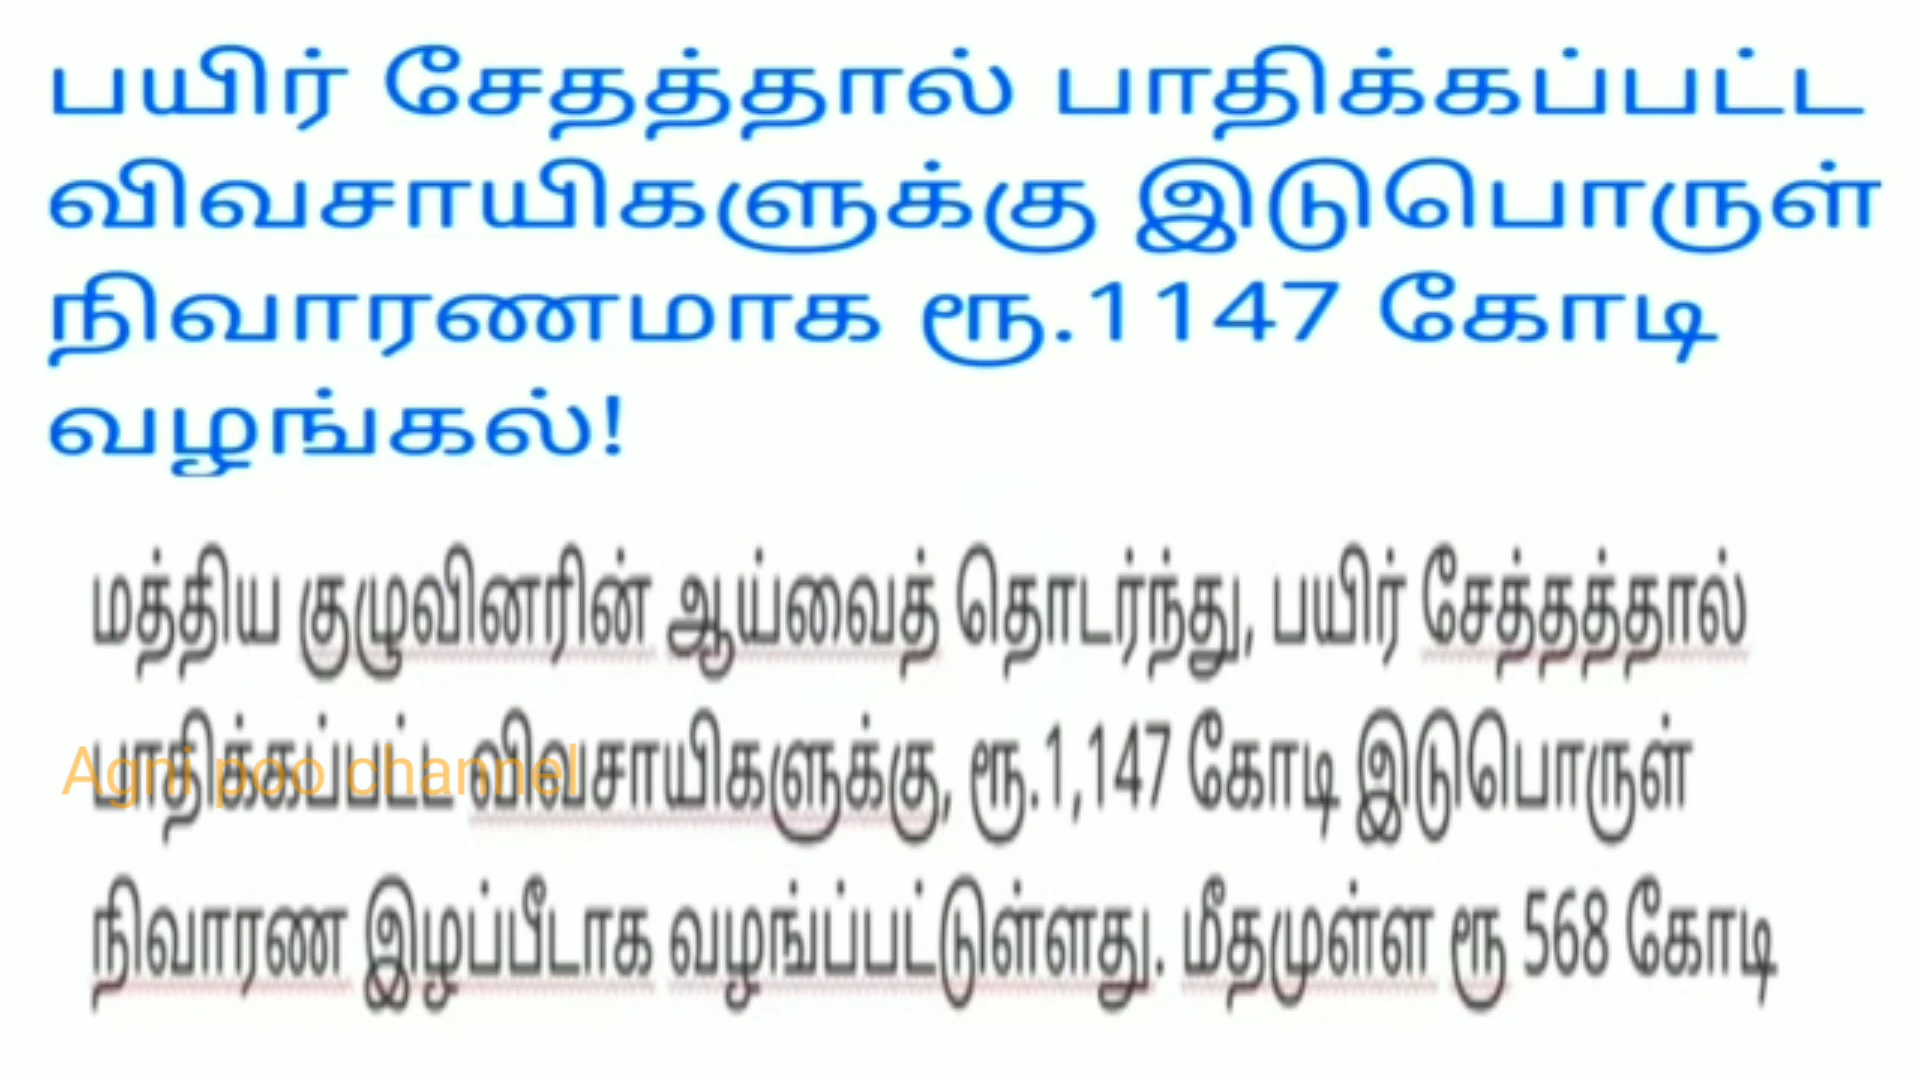 பயிர் சேதத்தால் பாதிக்கப்பட்ட
விவசாயிகளுக்கு இடுபொருள்
நிவாரணமாக ரூ.1147 கோடி
வழங்கல்!
மத்திய குழுவினரின் ஆய்வைத் தொடர்ந்து, பயிர் சேத்தத்தால்
பாதிக்கப்பட்ட விவசாயிகளுக்கு, ரூ.1,147 கோடி இடுபொருள்
Agni poo channel
நிவாரண இழப்பீடாக வழங்ப்பட்டுள்ளது. மீதமுள்ள ரூ 568 கோடி